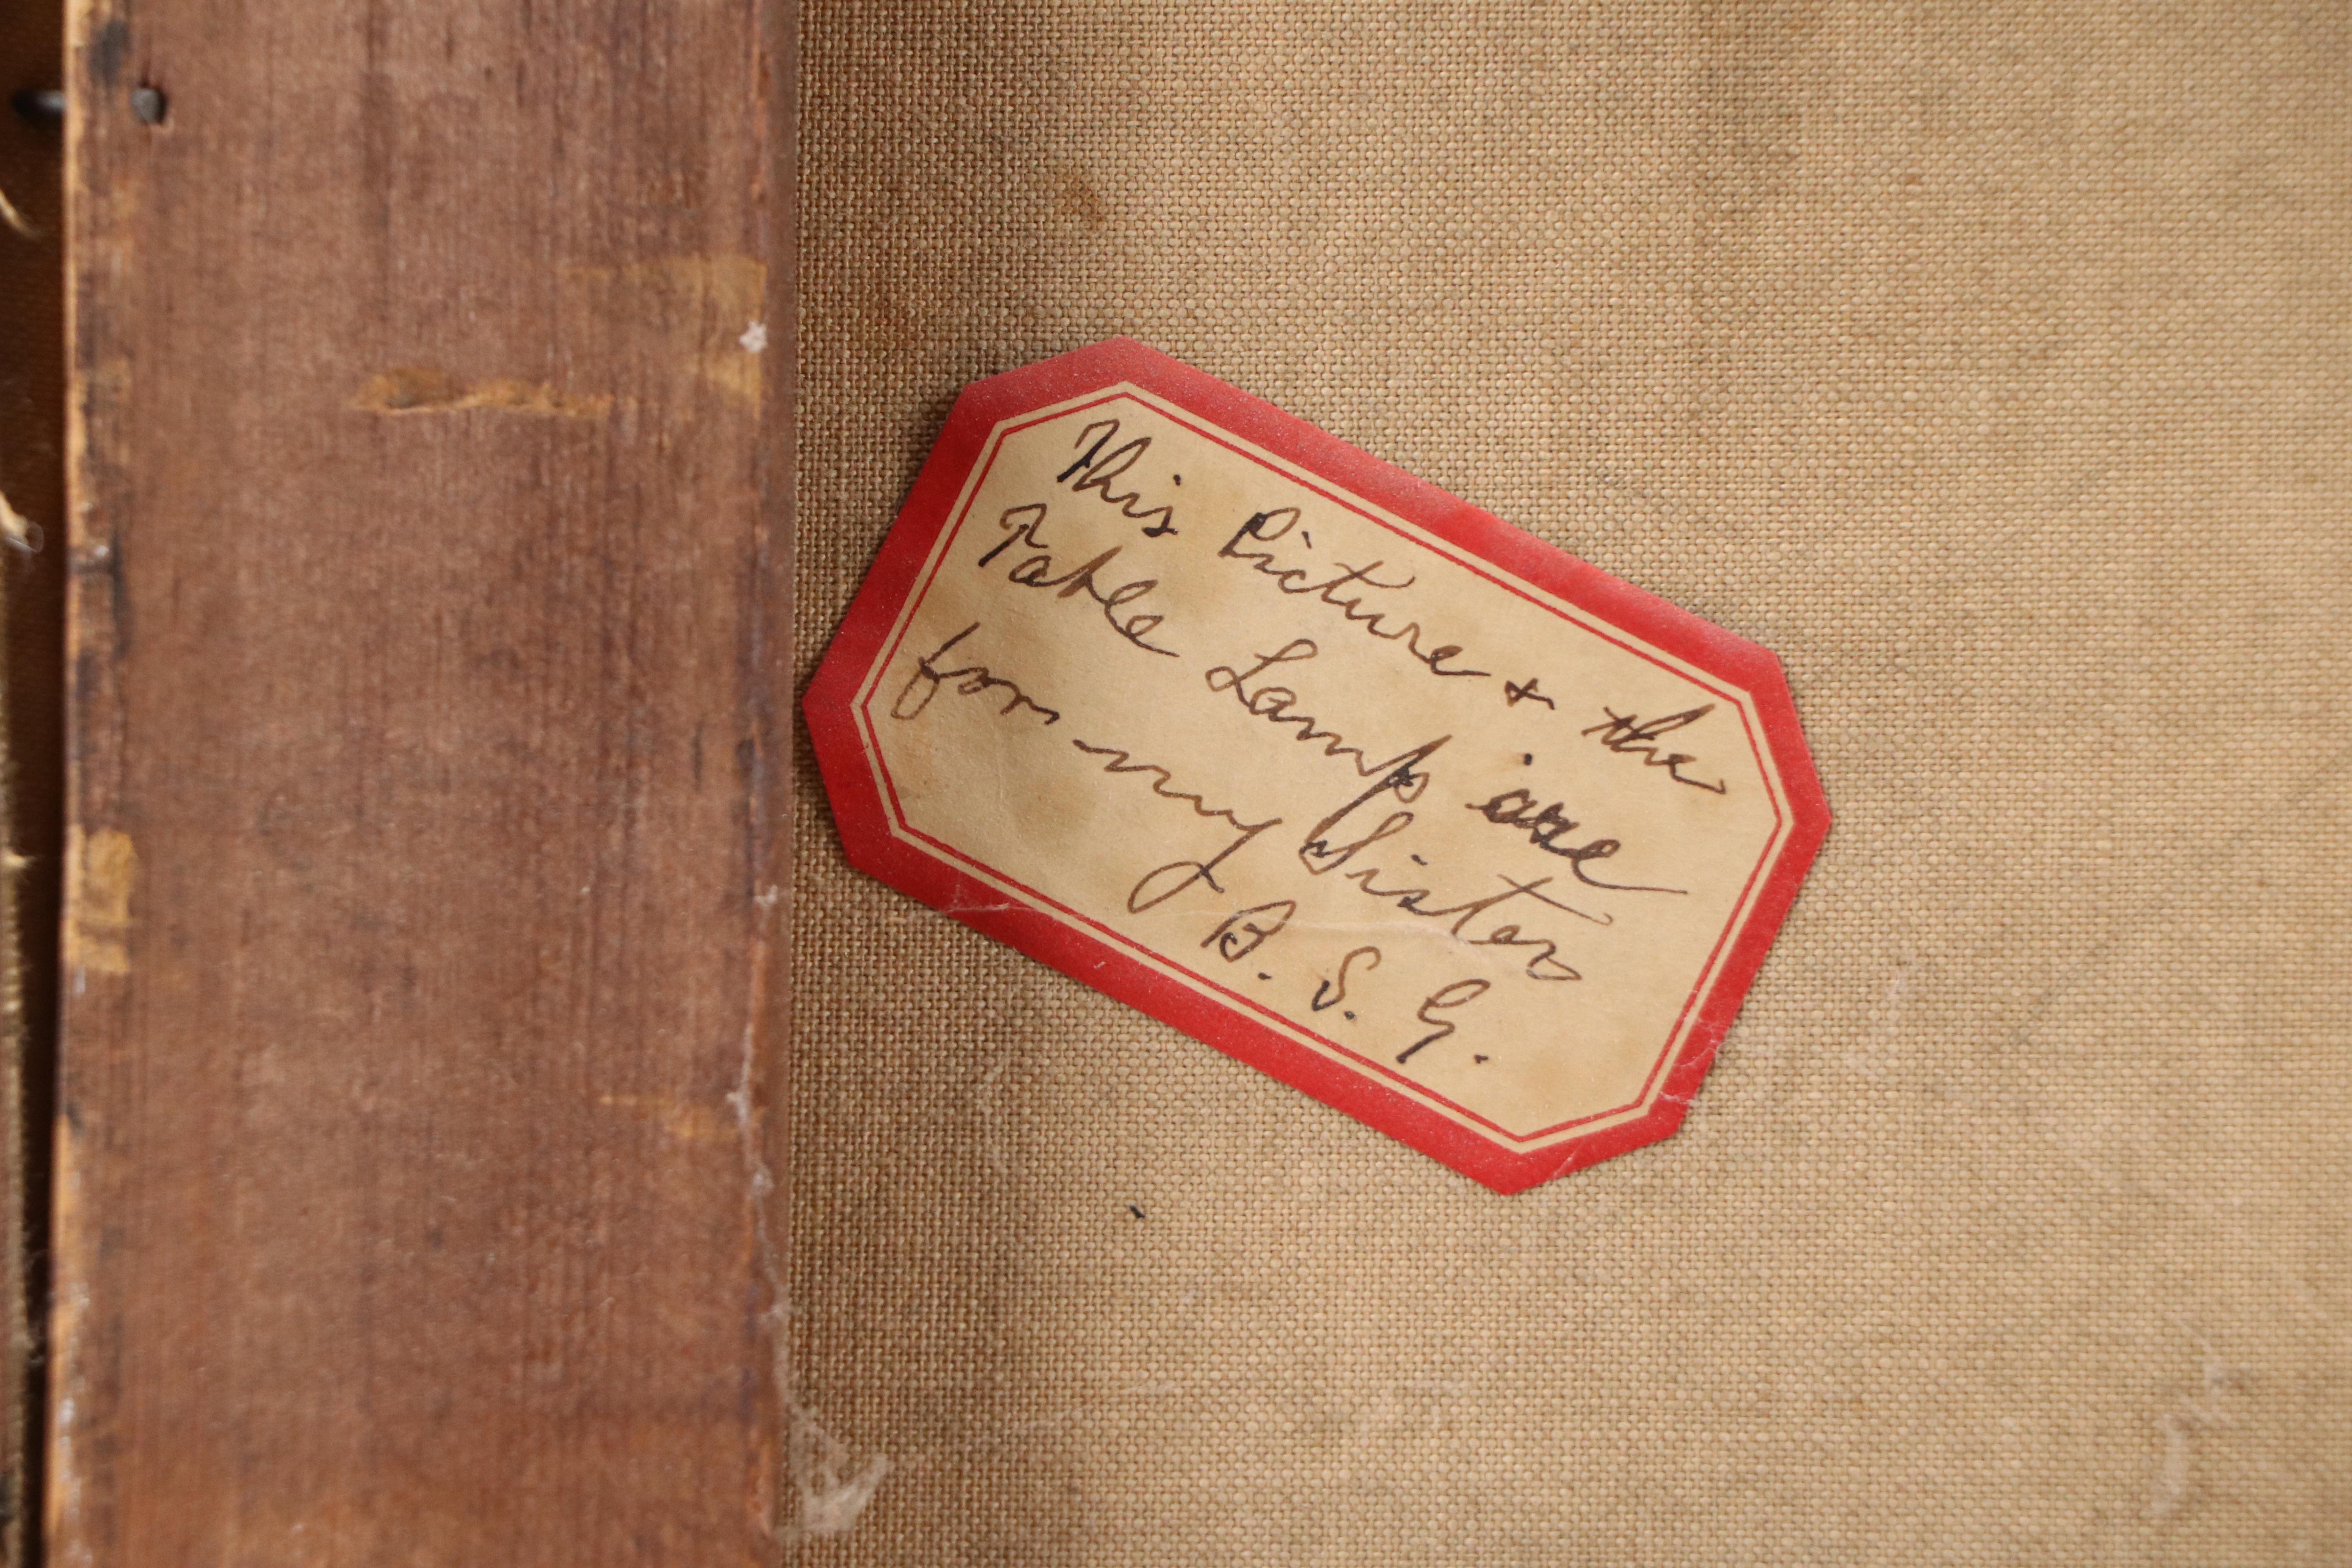 This Picture & the
Table Lamp are
for my Sister
B. S. G.